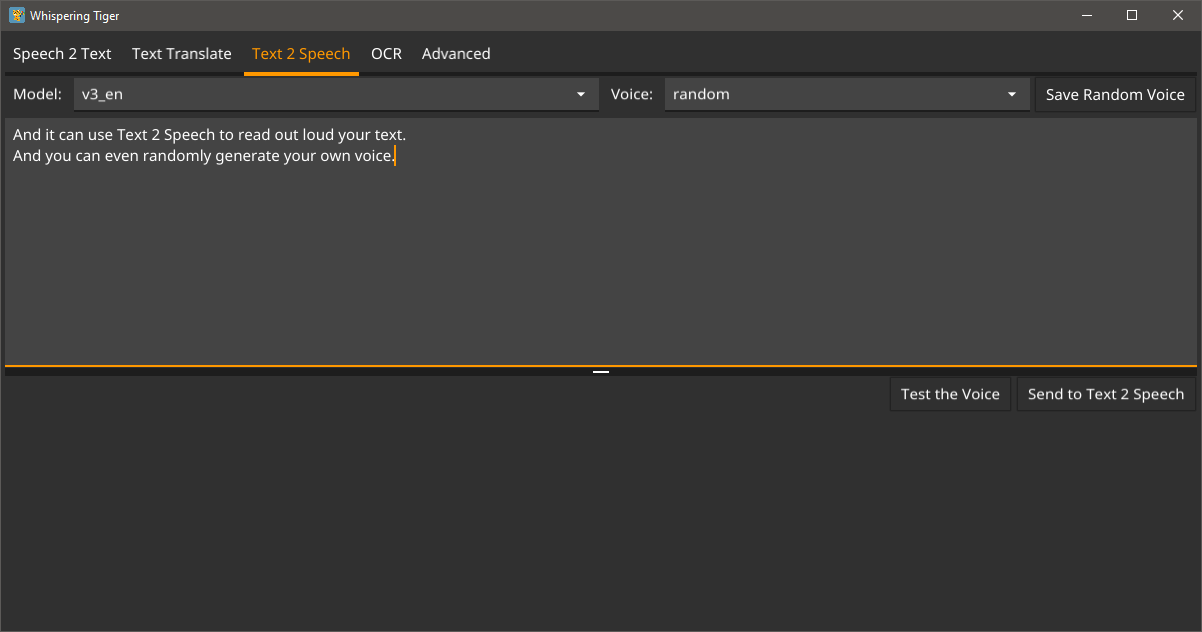 Whispering Tiger
Speech 2 Text Text Translate Text 2 Speech OCR Advanced
Model: v3_en Voice: random Save Random Voice
And it can use Text 2 Speech to read out loud your text.
And you can even randomly generate your own voice.
Test the Voice Send to Text 2 Speech